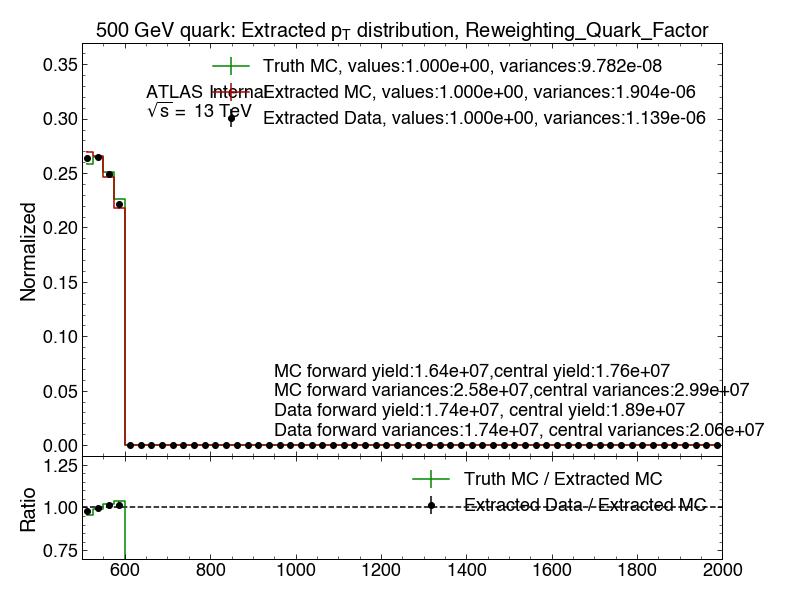 500 GeV quark: Extracted pT distribution, Reweighting_Quark_Factor
Truth MC, values:1.000e+00, variances:9.782e-08
ATLAS Internal
Extracted MC, values:1.000e+00, variances:1.904e-06
√s = 13 TeV
Extracted Data, values:1.000e+00, variances:1.139e-06
Normalized
0.35
0.30
0.25
0.20
0.15
0.10
0.05
0.00
MC forward yield:1.64e+07,central yield:1.76e+07
MC forward variances:2.58e+07,central variances:2.99e+07
Data forward yield:1.74e+07, central yield:1.89e+07
Data forward variances:1.74e+07, central variances:2.06e+07
Ratio
1.25
1.00
0.75
Truth MC / Extracted MC
Extracted Data / Extracted MC
600 800 1000 1200 1400 1600 1800 2000